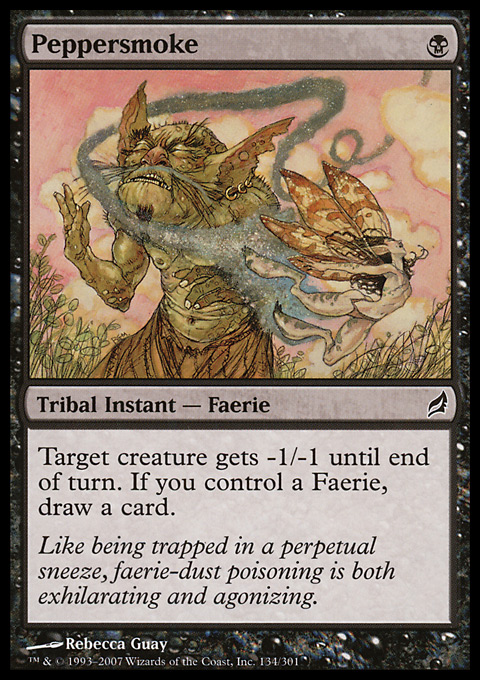 Peppersmoke
Tribal Instant — Faerie
Target creature gets -1/-1 until end
of turn. If you control a Faerie,
draw a card.
Like being trapped in a perpetual
sneeze, faerie-dust poisoning is both
exhilarating and agonizing.
Rebecca Guay
™ & © 1993–2007 Wizards of the Coast, Inc. 134/301